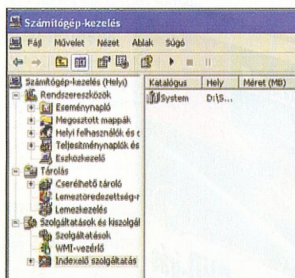 Számítógép-kezelés
Fájl Művelet Nézet Ablak Súgó
Számítógép-kezelés (Helyi)
Rendszereszközök
Eseménynapló
Megosztott mappák
Helyi felhasználók és c
Teljesítménynaplók és
Eszközkezelő
Tárolás
Cserélhető tároló
Lemeztöredezettség-m
Lemezkezelés
Szolgáltatások és kiszolgál
Szolgáltatások
WMI-vezérlő
Indexelő szolgáltatás
Katalógus Hely Méret (MB)
System D:\S...